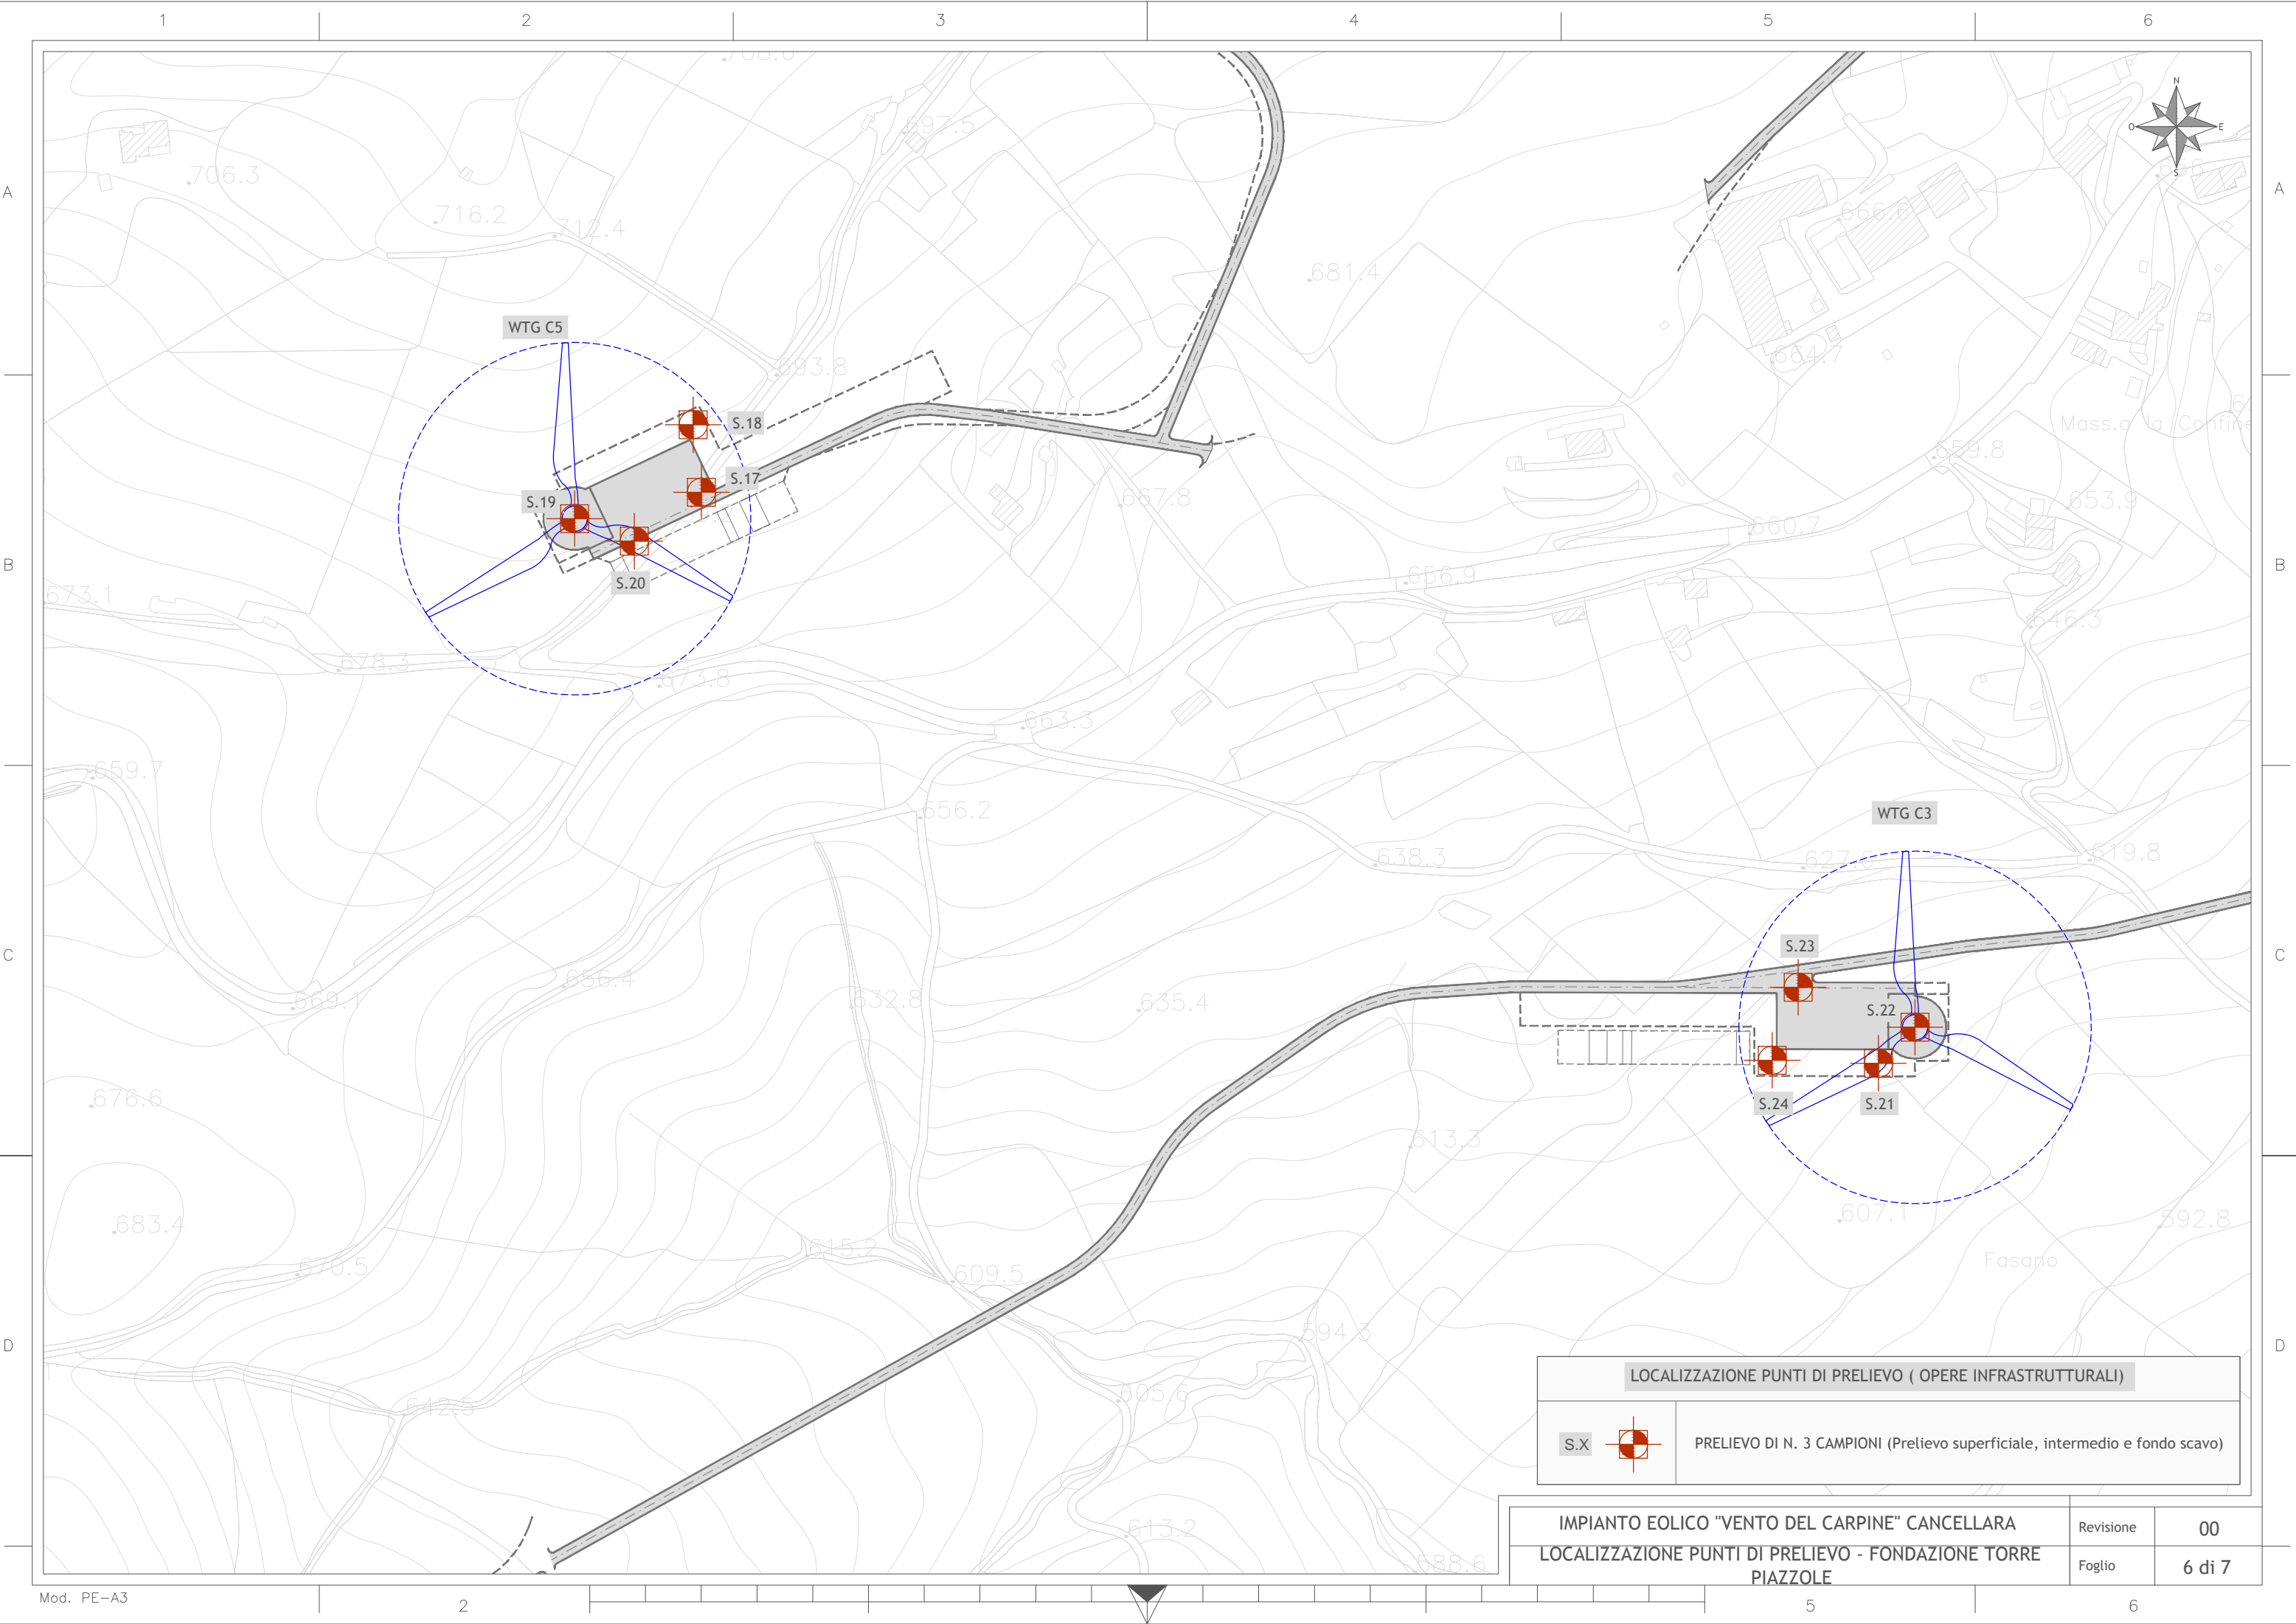 1 2 3 4 5 6
708.6
N
O E
S
697.5
706.3
656
A A
716.2
666.6
712.4
681.4
WTG C5
664.7
693.8
S.18
Mass.a la Confine
659.8
S.17
667.8
S.19
653.9
660.7
B B
656.9
S.20
673.1
646.3
678.3
673.8
663.3
659.7
656.2
WTG C3
638.3
627.8
619.8
S.23
C C
656.4
669.1
632.8
635.4
S.22
676.6
S.24
S.21
613.3
683.4
607.1
592.8
615.2
Fasano
670.5
609.5
594.3
D D
LOCALIZZAZIONE PUNTI DI PRELIEVO ( OPERE INFRASTRUTTURALI)
605.6
642.5
S.X
PRELIEVO DI N. 3 CAMPIONI (Prelievo superficiale, intermedio e fondo scavo)
613.2
588.6
IMPIANTO EOLICO "VENTO DEL CARPINE" CANCELLARA
Revisione
00
LOCALIZZAZIONE PUNTI DI PRELIEVO - FONDAZIONE TORRE
PIAZZOLE
Foglio
6 di 7
Mod. PE-A3
2 5 6